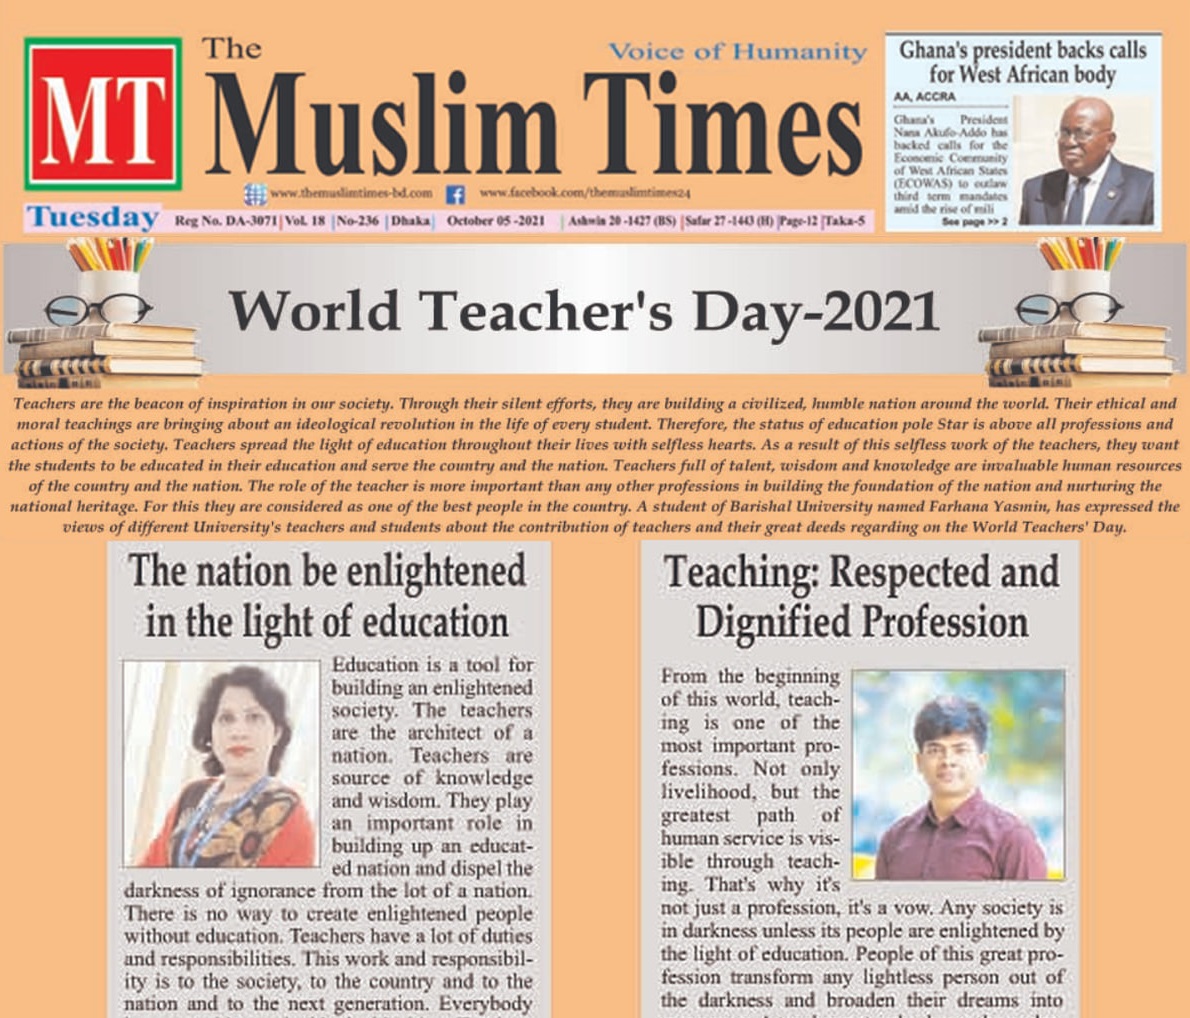 MT
The
Voice of Humanity
Muslim Times
www.themuslimtimes-bd.com f www.facebook.com/themuslimtimes24
Tuesday Reg No. DA-3071| Vol. 18 |No-236 |Dhaka| October 05 -2021 |Ashwin 20 -1427 (BS) |Safar 27 -1443 (H) |Page-12 |Taka-5
Ghana's president backs calls
for West African body
AA, ACCRA
Ghana's President
Nana Akufo-Addo has
backed calls for the
Economic Community
of West African States
(ECOWAS) to outlaw
third term mandates
amid the rise of mili
See page >> 2
World Teacher's Day-2021
Teachers are the beacon of inspiration in our society. Through their silent efforts, they are building a civilized, humble nation around the world. Their ethical and
moral teachings are bringing about an ideological revolution in the life of every student. Therefore, the status of education pole Star is above all professions and
actions of the society. Teachers spread the light of education throughout their lives with selfless hearts. As a result of this selfless work of the teachers, they want
the students to be educated in their education and serve the country and the nation. Teachers full of talent, wisdom and knowledge are invaluable human resources
of the country and the nation. The role of the teacher is more important than any other professions in building the foundation of the nation and nurturing the
national heritage. For this they are considered as one of the best people in the country. A student of Barishal University named Farhana Yasmin, has expressed the
views of different University's teachers and students about the contribution of teachers and their great deeds regarding on the World Teachers' Day.
The nation be enlightened
in the light of education
Education is a tool for
building an enlightened
society. The teachers
are the architect of a
nation. Teachers are
source of knowledge
and wisdom. They play
an important role in
building up an educat-
ed nation and dispel the
darkness of ignorance from the lot of a nation.
There is no way to create enlightened people
without education. Teachers have a lot of duties
and responsibilities. This work and responsibil-
ity is to the society, to the country and to the
nation and to the next generation. Everybody
Teaching: Respected and
Dignified Profession
From the beginning
of this world, teach-
ing is one of the
most important pro-
fessions. Not only
livelihood, but the
greatest path of
human service is vis-
ible through teach-
ing. That's why it's
not just a profession, it's a vow. Any society is
in darkness unless its people are enlightened by
the light of education. People of this great pro-
fession transform any lightless person out of
the darkness and broaden their dreams into